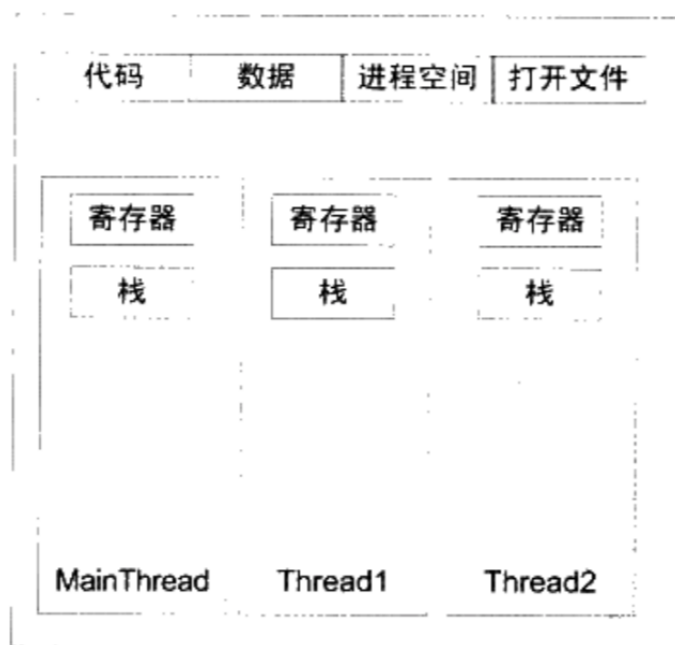 代码 数据 进程空间 打开文件
寄存器 寄存器 寄存器
栈 栈 栈
MainThread Thread1 Thread2